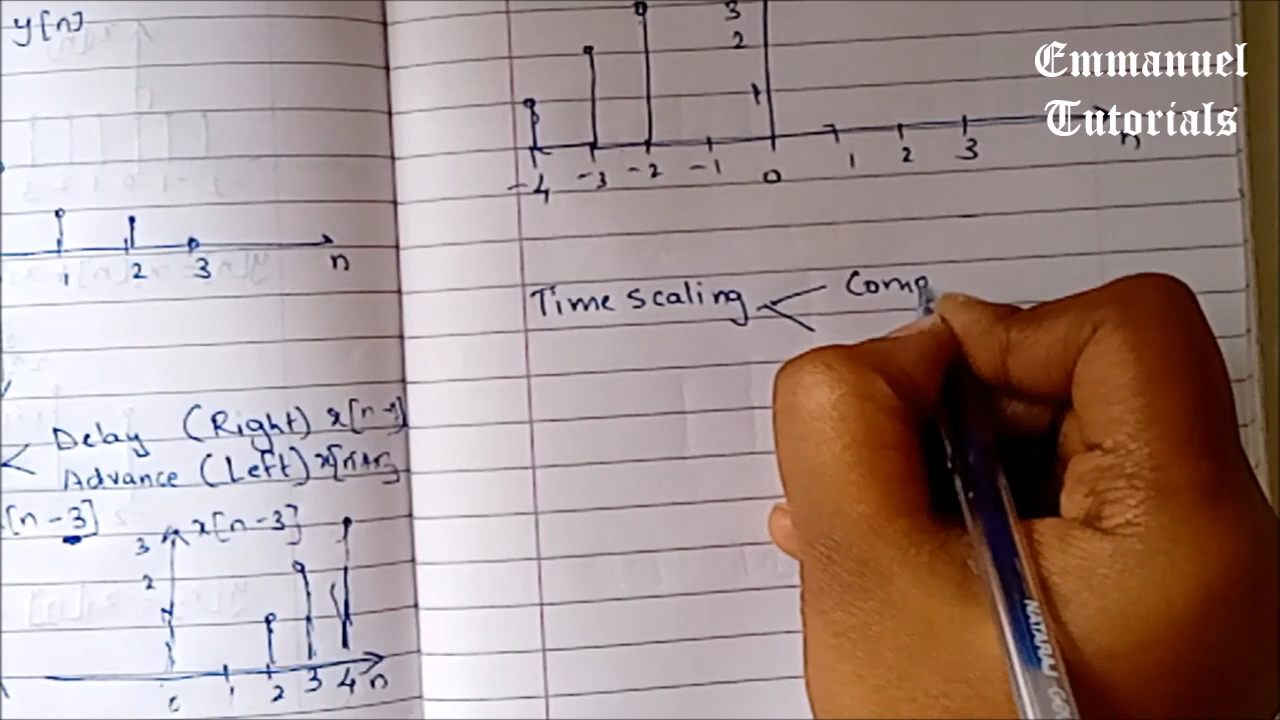 y[n]
1 2 3 n
Delay (Right) x[n-
Advance (Left) x[n+
[n-3]
x[n-3]
3
2
0 1 2 3 4 n
3
2
1
-4 -3 -2 -1 0 1 2 3 n
Time scaling
Comp
Emmanuel
Tutorials
NATARAJ